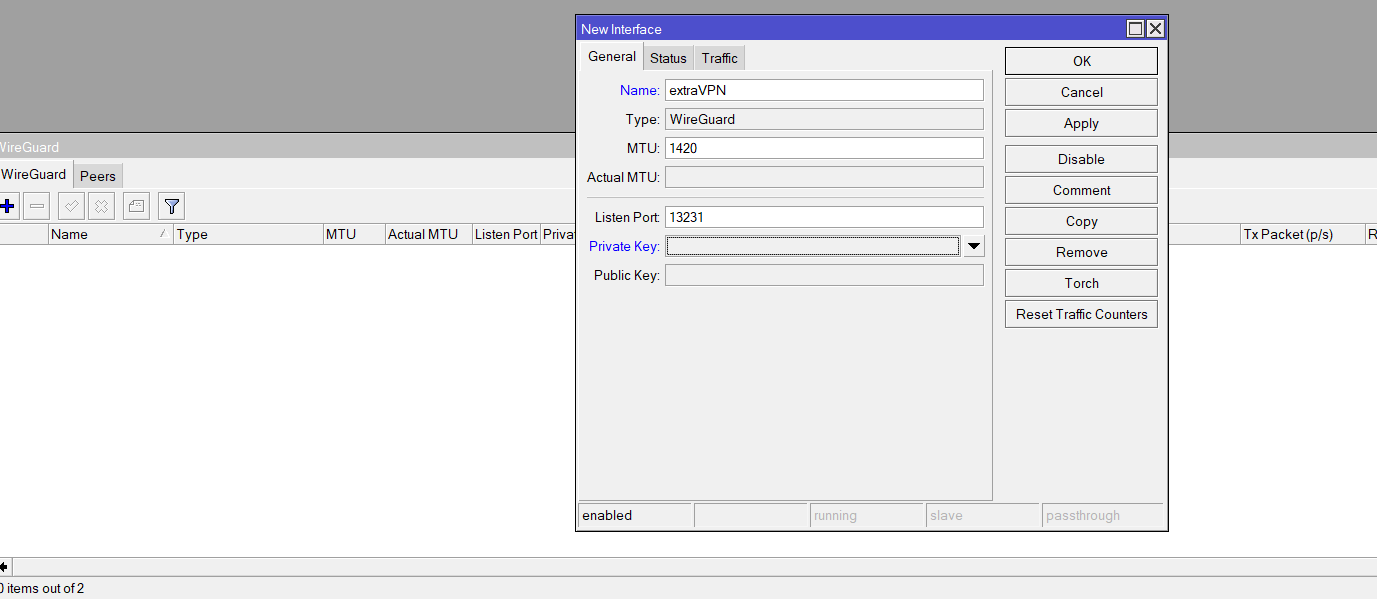 New Interface
General Status Traffic
Name: extraVPN
Type: WireGuard
MTU: 1420
Actual MTU:
Listen Port: 13231
Private Key:
Public Key:
OK
Cancel
Apply
Disable
Comment
Copy
Remove
Torch
Reset Traffic Counters
enabled running slave passthrough
WireGuard
WireGuard Peers
Name Type MTU Actual MTU Listen Port Privat Tx Packet (p/s) R
0 items out of 2